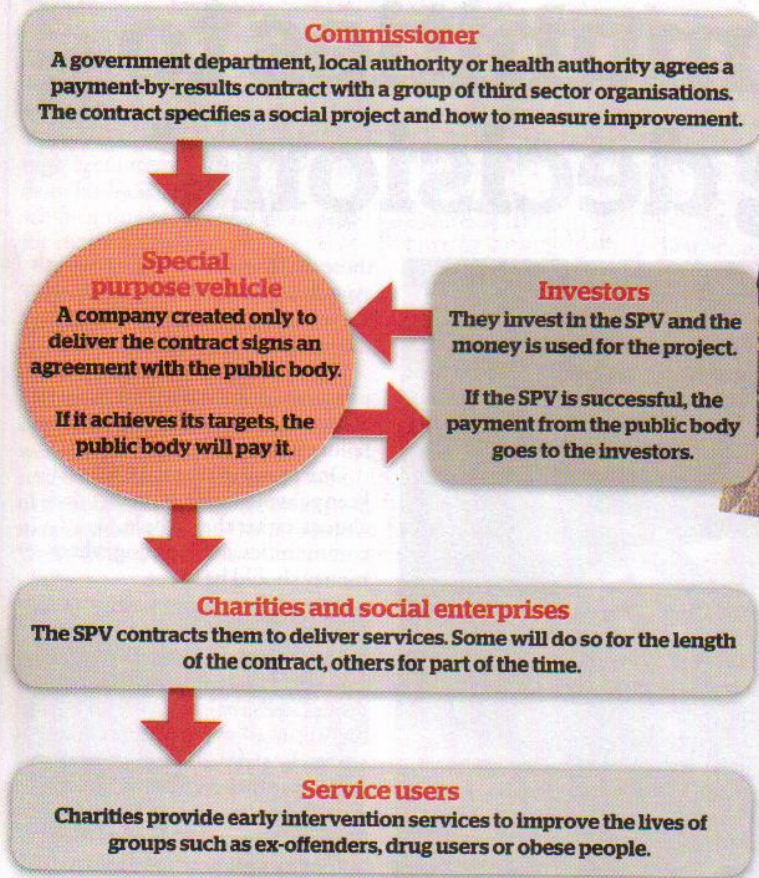 Commissioner
A government department, local authority or health authority agrees a
payment-by-results contract with a group of third sector organisations.
The contract specifies a social project and how to measure improvement.
Special
purpose vehicle
A company created only to
deliver the contract signs an
agreement with the public body.
If it achieves its targets, the
public body will pay it.
Investors
They invest in the SPV and the
money is used for the project.
If the SPV is successful, the
payment from the public body
goes to the investors.
Charities and social enterprises
The SPV contracts them to deliver services. Some will do so for the length
of the contract, others for part of the time.
Service users
Charities provide early intervention services to improve the lives of
groups such as ex-offenders, drug users or obese people.